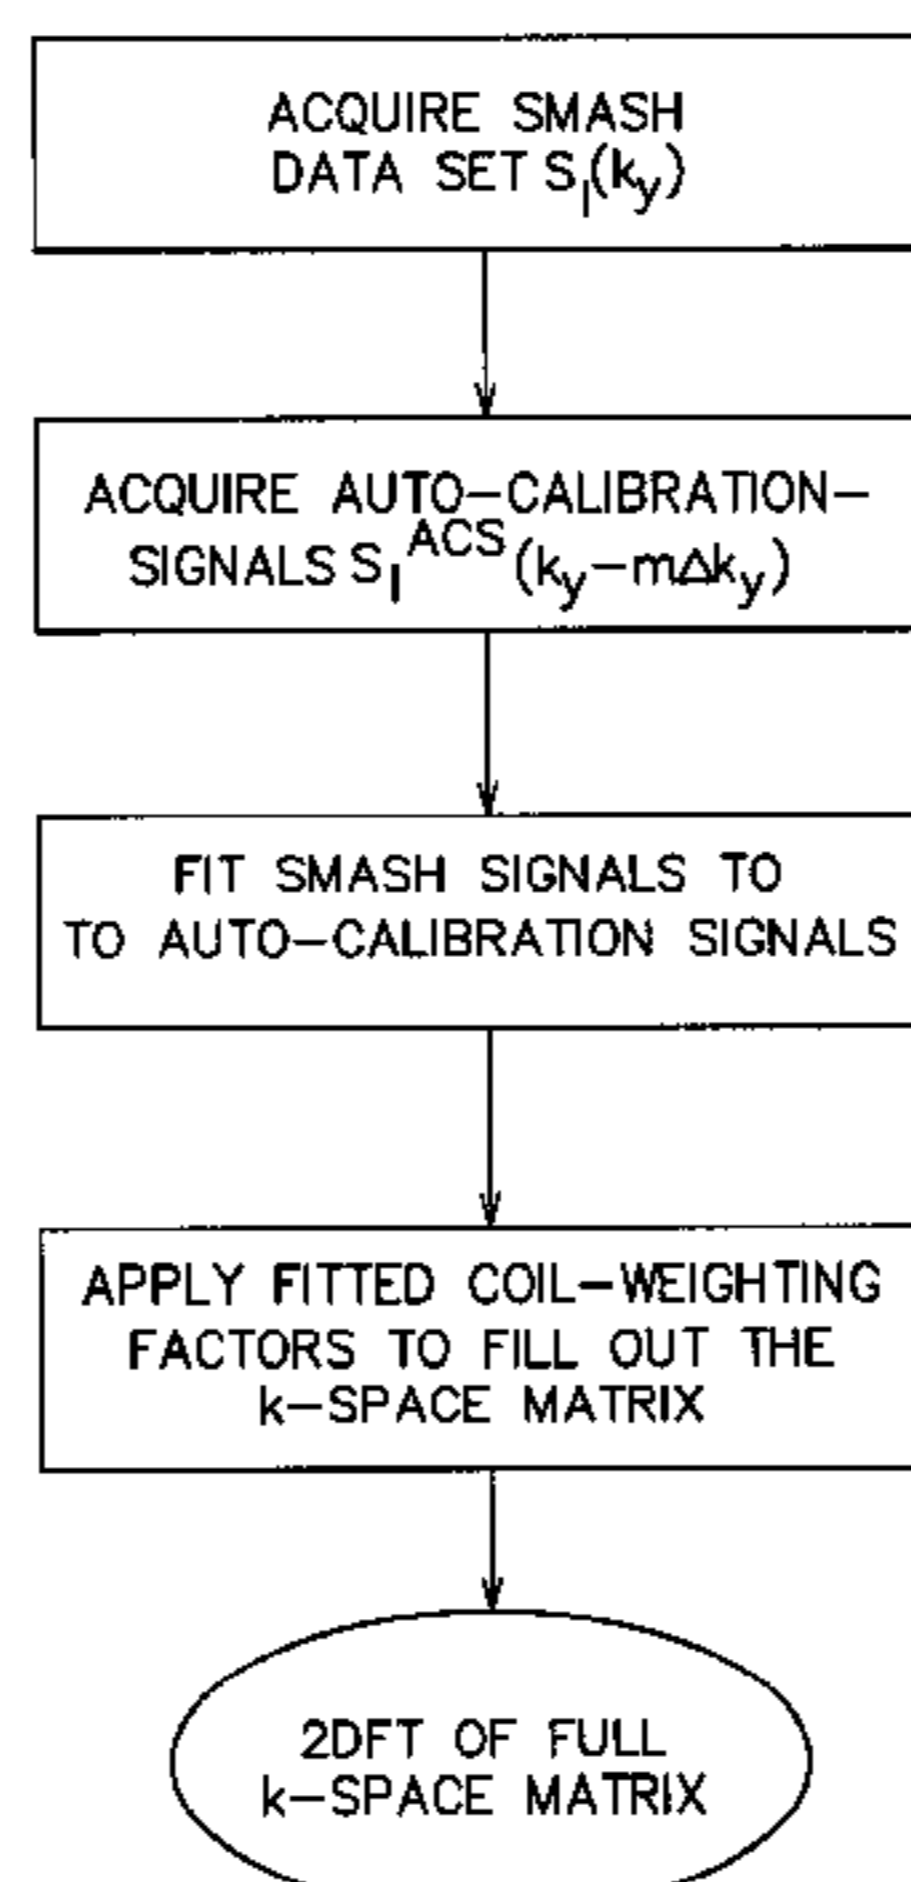 ACQUIRE SMASH
DATA SET S_l(k_y)
ACQUIRE AUTO-CALIBRATION-
SIGNALS S_l^ACS(k_y-mΔk_y)
FIT SMASH SIGNALS TO
TO AUTO-CALIBRATION SIGNALS
APPLY FITTED COIL-WEIGHTING
FACTORS TO FILL OUT THE
k-SPACE MATRIX
2DFT OF FULL
k-SPACE MATRIX